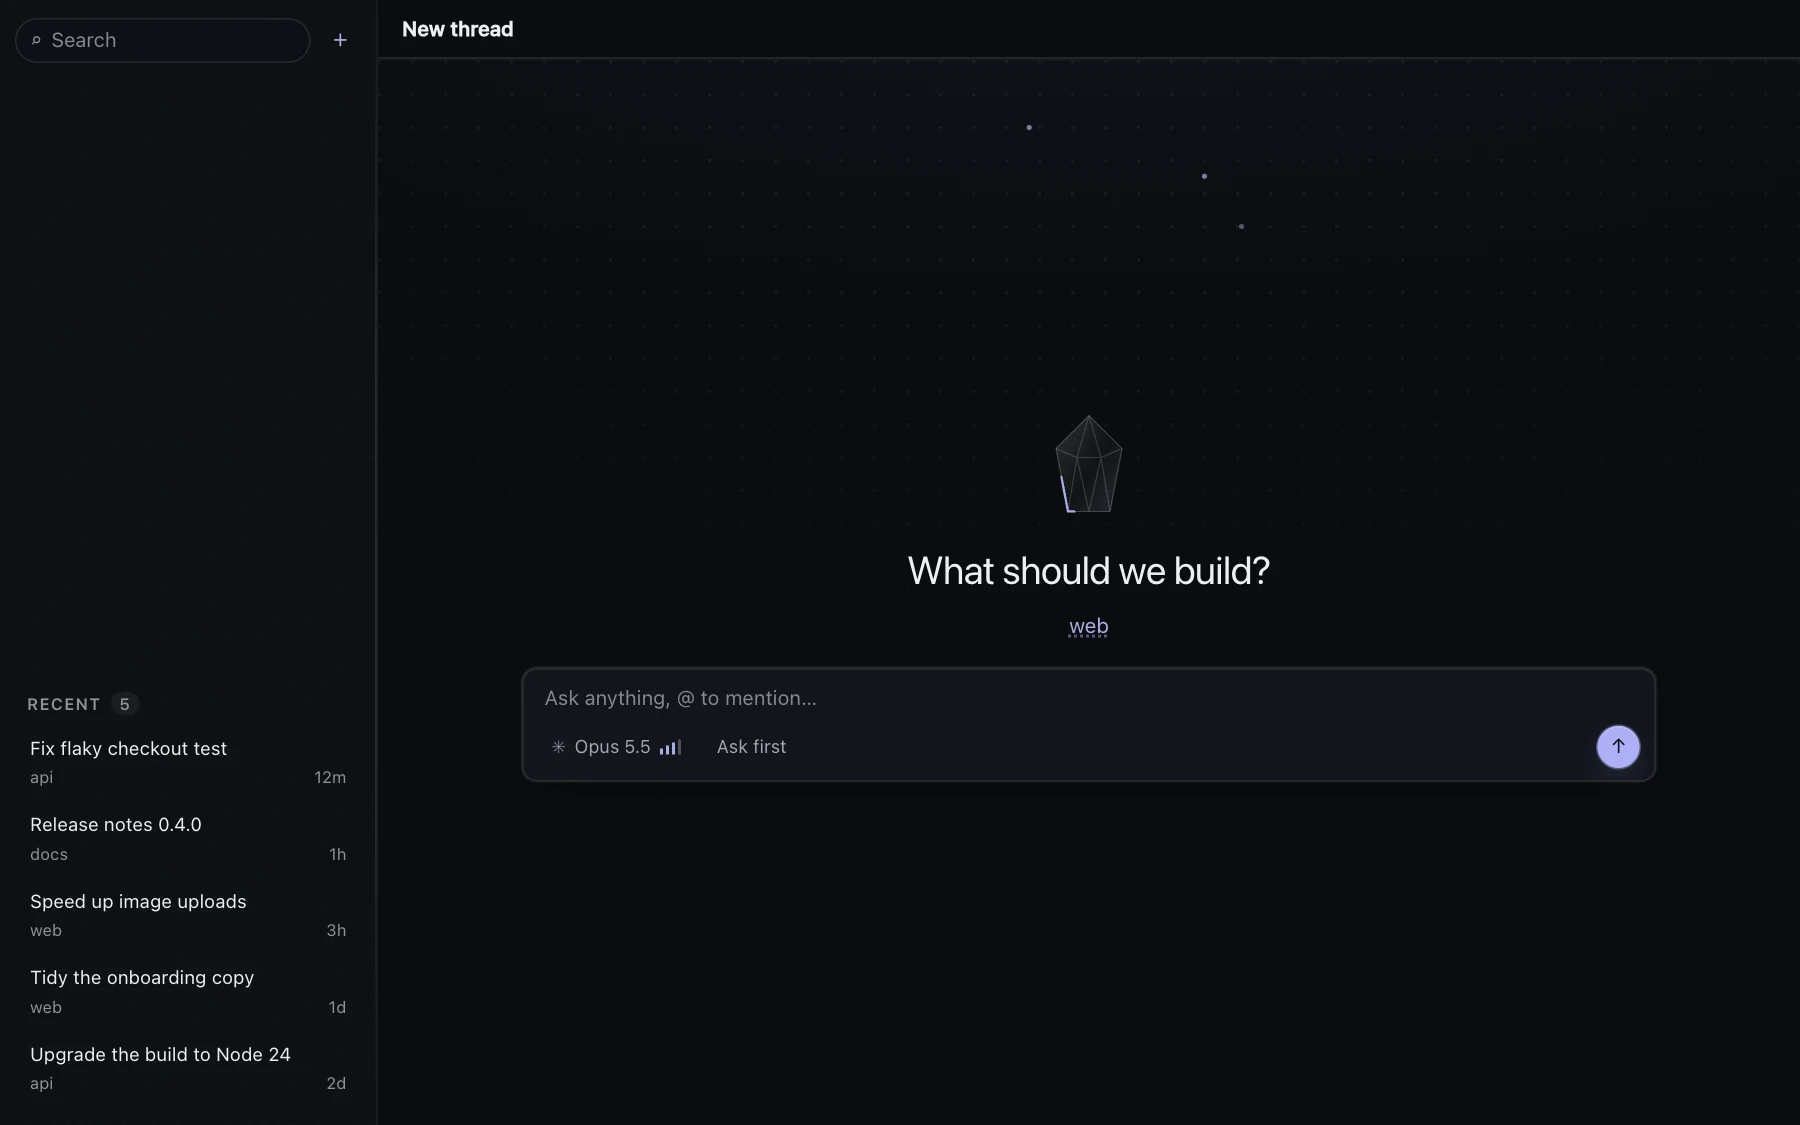 Search
+
New thread
What should we build?
web
Ask anything, @ to mention...
Opus 5.5
Ask first
RECENT 5
Fix flaky checkout test
api 12m
Release notes 0.4.0
docs 1h
Speed up image uploads
web 3h
Tidy the onboarding copy
web 1d
Upgrade the build to Node 24
api 2d